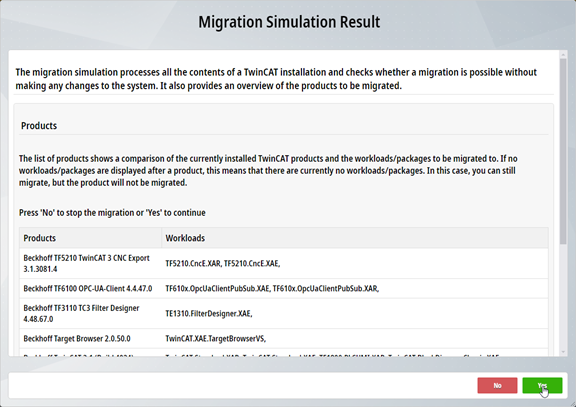 Migration Simulation Result
The migration simulation processes all the contents of a TwinCAT installation and checks whether a migration is possible without
making any changes to the system. It also provides an overview of the products to be migrated.
Products
The list of products shows a comparison of the currently installed TwinCAT products and the workloads/packages to be migrated to. If no
workloads/packages are displayed after a product, this means that there are currently no workloads/packages. In this case, you can still
migrate, but the product will not be migrated.
Press 'No' to stop the migration or 'Yes' to continue
Products Workloads
Beckhoff TF5210 TwinCAT 3 CNC Export
3.1.3081.4
TF5210.CncE.XAR, TF5210.CncE.XAE,
Beckhoff TF6100 OPC-UA-Client 4.4.47.0 TF610x.OpcUaClientPubSub.XAE, TF610x.OpcUaClientPubSub.XAR,
Beckhoff TF3110 TC3 Filter Designer
4.48.67.0
TE1310.FilterDesigner.XAE,
Beckhoff Target Browser 2.0.50.0 TwinCAT.XAE.TargetBrowserVS,
No Yes